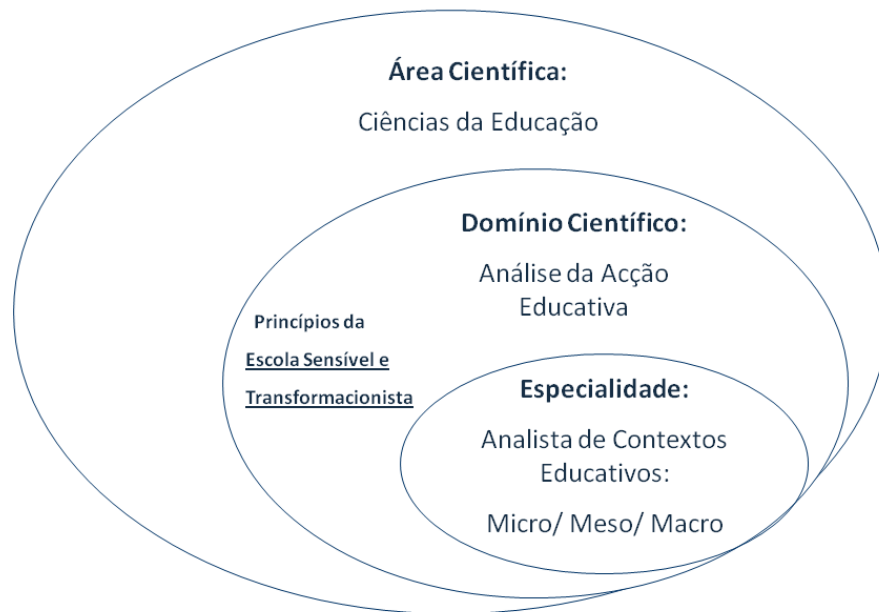 Área Científica:
Ciências da Educação
Domínio Científico:
Análise da Acção
Educativa
Princípios da
Escola Sensível e
Transformacionista
Especialidade:
Analista de Contextos
Educativos:
Micro/ Meso/ Macro